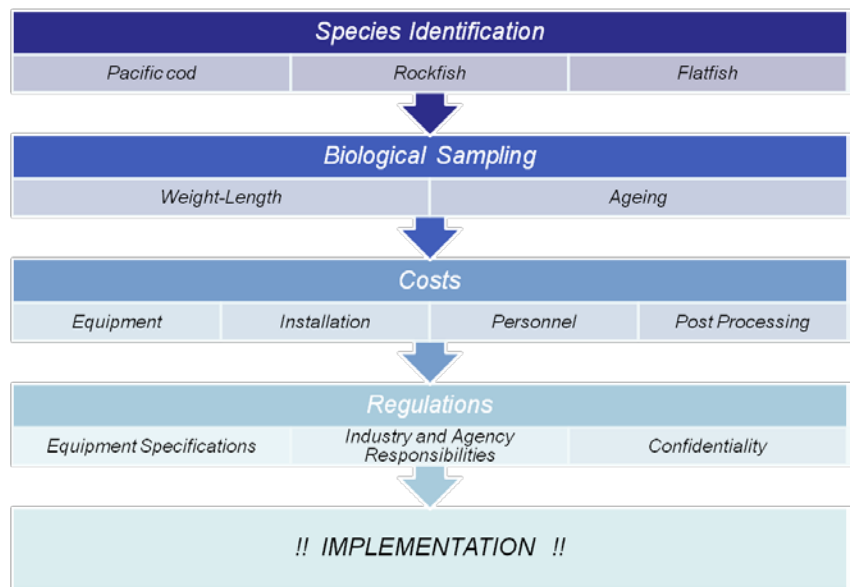 Species Identification
Pacific cod
Rockfish
Flatfish
Biological Sampling
Weight-Length
Ageing
Costs
Equipment
Installation
Personnel
Post Processing
Regulations
Equipment Specifications
Industry and Agency
Responsibilities
Confidentiality
!! IMPLEMENTATION !!